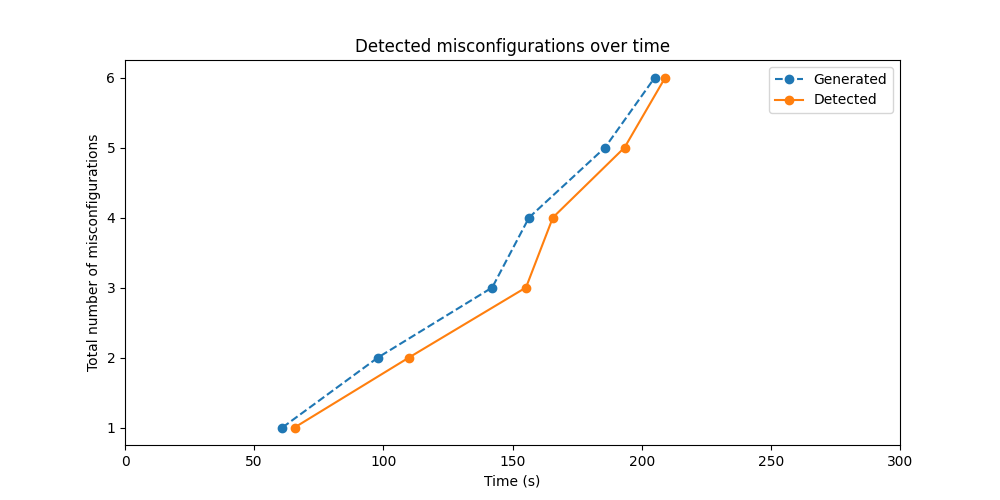 Detected misconfigurations over time
Generated
Detected
Total number of misconfigurations
6
5
4
3
2
1
0
50
100
150
200
250
300
Time (s)